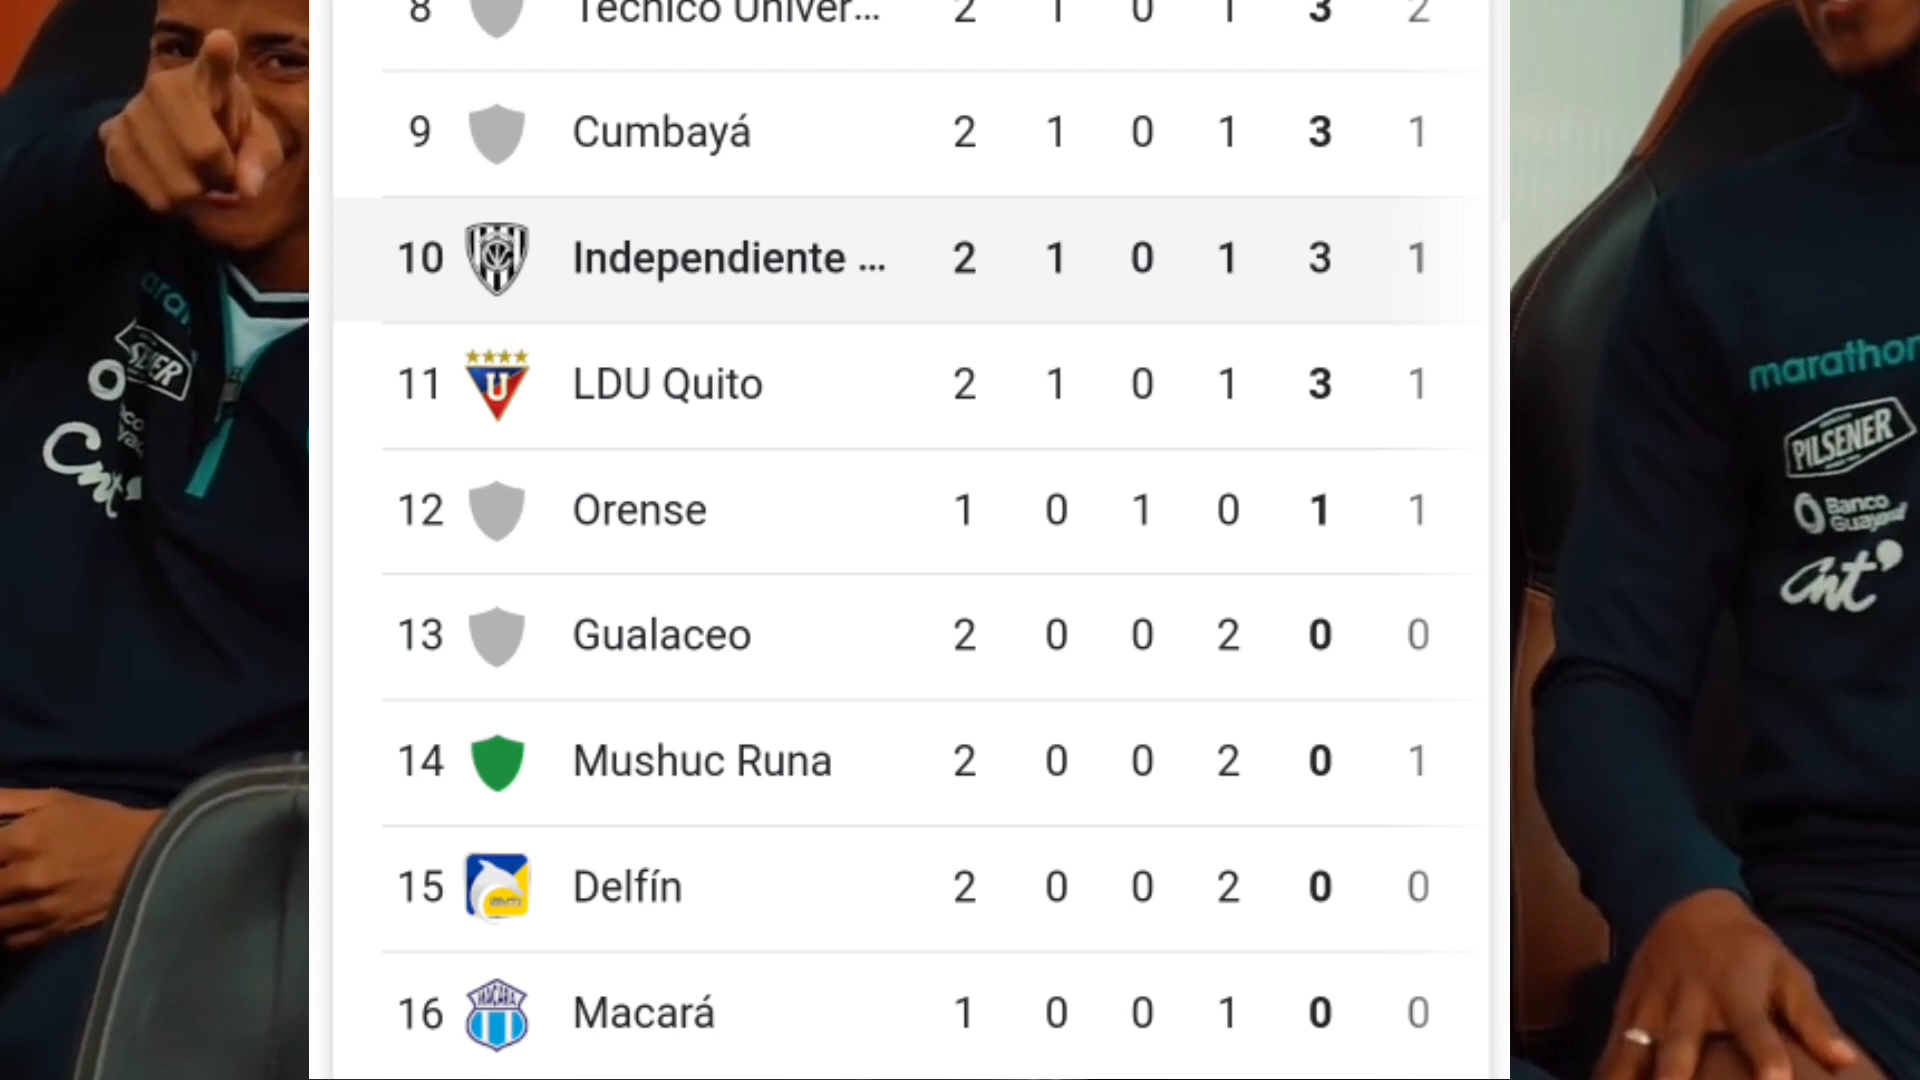 8 Técnico Univer... 2 1 0 1 3 2
9 Cumbayá 2 1 0 1 3 1
10 Independiente ... 2 1 0 1 3 1
11 LDU Quito 2 1 0 1 3 1
12 Orense 1 0 1 0 1 1
13 Gualaceo 2 0 0 2 0 0
14 Mushuc Runa 2 0 0 2 0 1
15 Delfín 2 0 0 2 0 0
16 Macará 1 0 0 1 0 0
U
MACARA
marathon
PILSENER
Banco
Guayaquil
cnt
ara
cnt